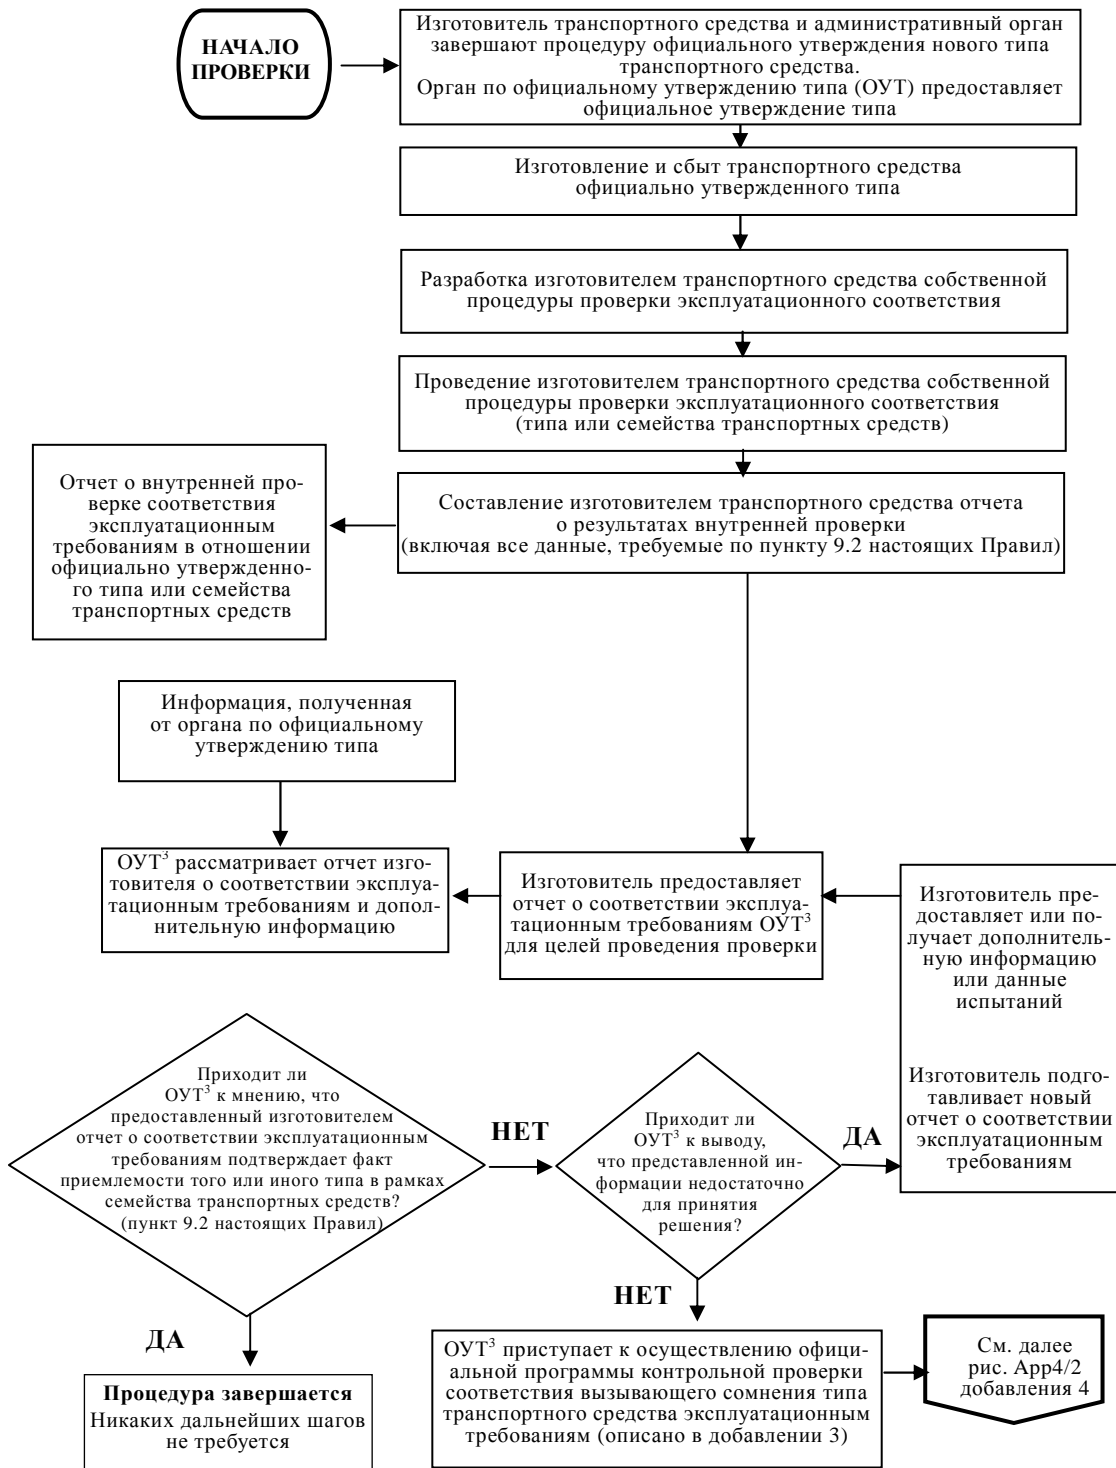 НАЧАЛО
ПРОВЕРКИ
Изготовитель транспортного средства и административный орган
завершают процедуру официального утверждения нового типа
транспортного средства.
Орган по официальному утверждению типа (ОУТ) предоставляет
официальное утверждение типа
Изготовление и сбыт транспортного средства
официально утвержденного типа
Разработка изготовителем транспортного средства собственной
процедуры проверки эксплуатационного соответствия
Проведение изготовителем транспортного средства собственной
процедуры проверки эксплуатационного соответствия
(типа или семейства транспортных средств)
Отчет о внутренней про-
верке соответствия
эксплуатационным
требованиям в отношении
официально утвержденно-
го типа или семейства
транспортных средств
Составление изготовителем транспортного средства отчета
о результатах внутренней проверки
(включая все данные, требуемые по пункту 9.2 настоящих Правил)
Информация, полученная
от органа по официальному
утверждению типа
ОУТ³ рассматривает отчет изго-
товителя о соответствии эксплуа-
тационным требованиям и допол-
нительную информацию
Изготовитель предоставляет
отчет о соответствии эксплуа-
тационным требованиям ОУТ³
для целей проведения проверки
Изготовитель пре-
доставляет или по-
лучает дополнитель-
ную информацию
или данные
испытаний
Изготовитель подго-
тавливает новый
отчет о соответствии
эксплуатационным
требованиям
Приходит ли
ОУТ³ к мнению, что
предоставленный изготовителем
отчет о соответствии эксплуатационным
требованиям подтверждает факт
приемлемости того или иного типа в рамках
семейства транспортных средств?
(пункт 9.2 настоящих Правил)
НЕТ
Приходит ли
ОУТ³ к выводу,
что представленной ин-
формации недостаточно
для принятия
решения?
ДА
НЕТ
ДА
Процедура завершается
Никаких дальнейших шагов
не требуется
ОУТ³ приступает к осуществлению офици-
альной программы контрольной проверки
соответствия вызывающего сомнения типа
транспортного средства эксплуатационным
требованиям (описано в добавлении 3)
См. далее
рис. App4/2
добавления 4